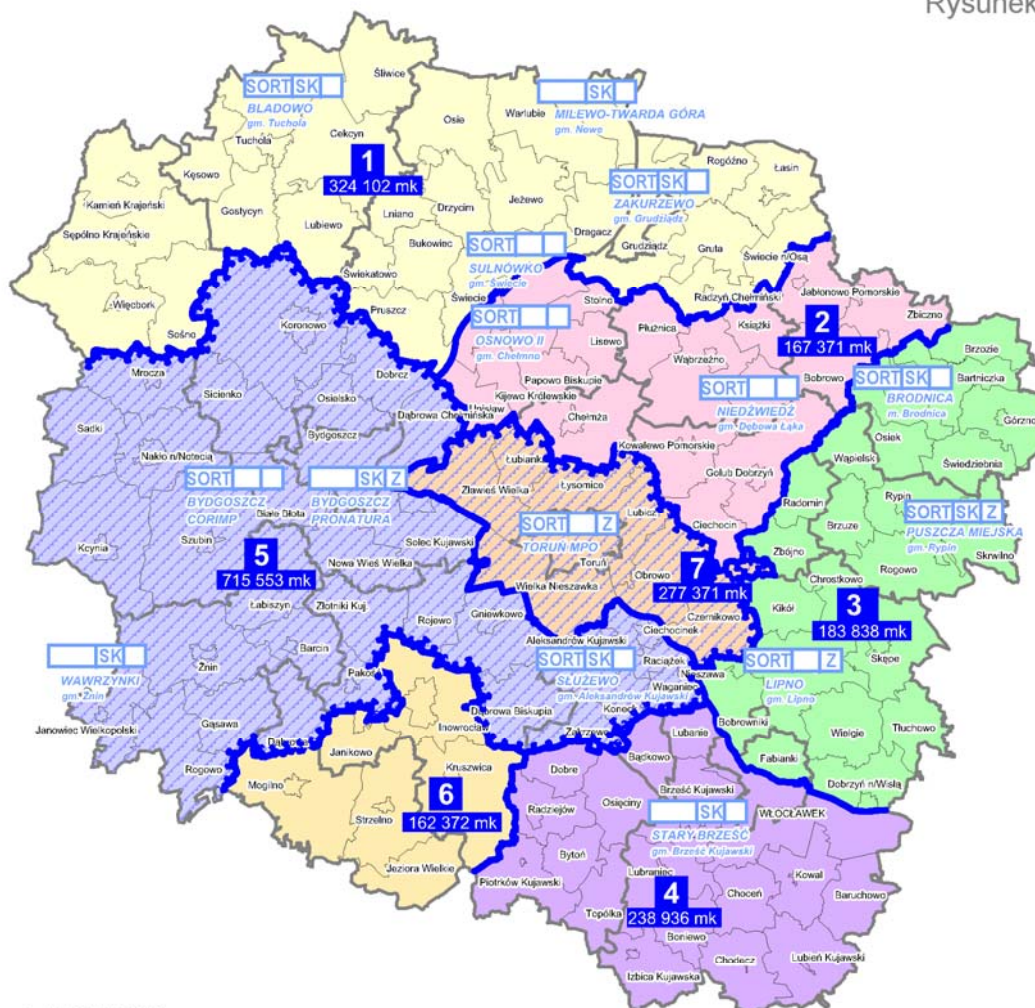 Rysunek
Śliwice
SORT SK
BLADOWO
gm. Tuchola
SK
MILEWO-TWARDA GÓRA
gm. Nowe
Osie
Warlubie
Cekcyn
Tuchola
Rogóźno
Łasin
Kęsowo
1
324 102 mk
SORT SK
ZAKURZEWO
gm. Grudziądz
Kamień Krajeński
Gostycyn
Lubiewo
Lniano
Drzycim
Jeżewo
Sępólno Krajeńskie
Bukowiec
Dragacz
Grudziądz
Gruta
Świecie n/Osą
SORT
SULNÓWKO
gm. Świecie
Świekatowo
Radzyń Chełmiński
Jabłonowo Pomorskie
Więcbork
Pruszcz
Świecie
Stolno
Zbiczno
Sośno
Koronowo
SORT
OSNOWO II
gm. Chełmno
Płużnica
Książki
2
167 371 mk
Lisewo
Wąbrzeźno
Brzozie
Mrocza
Dobrcz
Papowo Biskupie
Bobrowo
SORT SK
BRODNICA
m. Brodnica
Bartniczka
Sicienko
Osielsko
Kijewo Królewskie
SORT
NIEDŹWIEDŹ
gm. Dębowa Łąka
Górzno
Dąbrowa Chełmińska
Unisław
Chełmża
Sadki
Bydgoszcz
Osiek
Nakło n/Notecią
Kowalewo Pomorskie
Wąpielsk
Świedziebnia
Łubianka
Golub Dobrzyń
SORT
BYDGOSZCZ
CORIMP
SK Z
BYDGOSZCZ
PRONATURA
Zławieś Wielka
Łysomice
Radomin
Rypin
SORT SK Z
PUSZCZA MIEJSKA
gm. Rypin
Białe Błota
Lubicz
Brzuze
SORT Z
TORUŃ MPO
Ciechocin
Szubin
Solec Kujawski
Kcynia
5
715 553 mk
Toruń
Zbójno
Skrwilno
Nowa Wieś Wielka
7
277 371 mk
Rogowo
Wielka Nieszawka
Obrowo
Chrostkowo
Łabiszyn
Złotniki Kuj.
Kikół
3
183 838 mk
Rojewo
Gniewkowo
Czernikowo
Aleksandrów Kujawski
Ciechocinek
Barcin
SK
WAWRZYNKI
gm. Żnin
SORT SK
SŁUŻEWO
gm. Aleksandrów Kujawski
Raciążek
SORT Z
LIPNO
gm. Lipno
Skępe
Żnin
Pakość
Nieszawa
Waganiec
Koneck
Dąbrowa Biskupia
Bobrowniki
Janowiec Wielkopolski
Gąsawa
Inowrocław
Zakrzewo
Lubanie
Tłuchowo
Dąbrowa
Janikowo
Wielgie
Rogowo
Bądkowo
Fabianki
Kruszwica
Dobre
Mogilno
6
162 372 mk
Brześć Kujawski
Dobrzyń n/Wisłą
Radziejów
Osięciny
SK
STARY BRZEŚĆ
gm. Brześć Kujawski
WŁOCŁAWEK
Strzelno
Bytoń
Jeziora Wielkie
Lubraniec
Kowal
Piotrków Kujawski
4
238 936 mk
Choceń
Baruchowo
Topólka
Boniewo
Chodecz
Lubień Kujawski
Izbica Kujawska